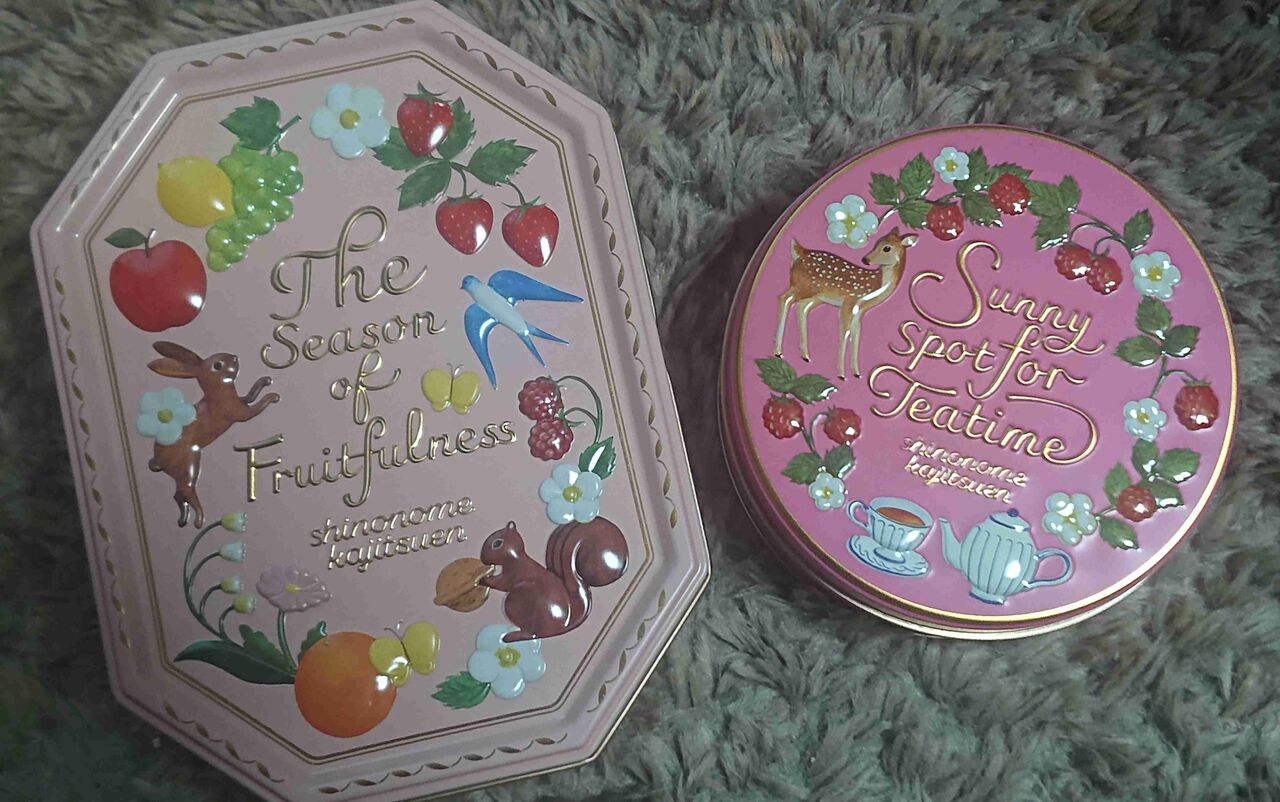 The
Season
of
Fruitfulness
shinonome
kajitsuen
Sunny
Spot for
Teatime
shinonome
kajitsuen